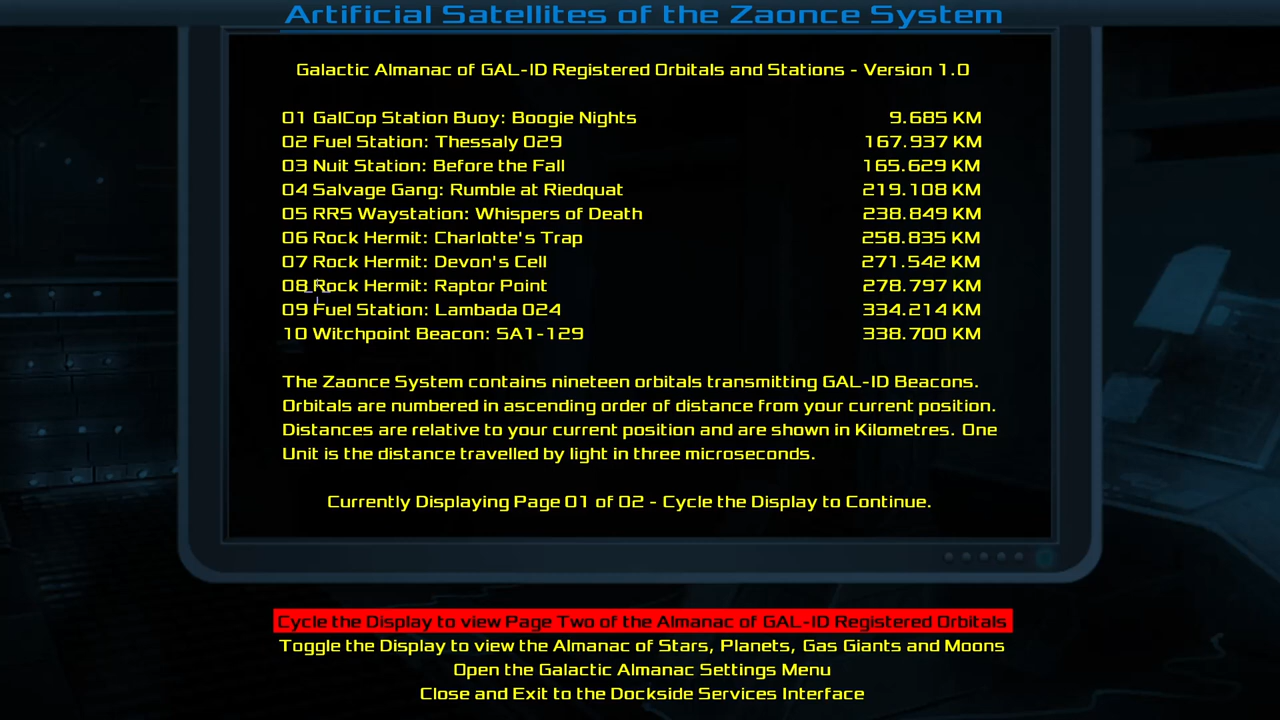 Artificial Satellites of the Zaonce System
Galactic Almanac of GAL-ID Registered Orbitals and Stations - Version 1.0
01 GalCop Station Buoy: Boogie Nights 9.685 KM
02 Fuel Station: Thessaly 029 167.937 KM
03 Nuit Station: Before the Fall 165.629 KM
04 Salvage Gang: Rumble at Riedquat 219.108 KM
05 RRS Waystation: Whispers of Death 238.849 KM
06 Rock Hermit: Charlotte's Trap 258.835 KM
07 Rock Hermit: Devon's Cell 271.542 KM
08 Rock Hermit: Raptor Point 278.797 KM
09 Fuel Station: Lambada 024 334.214 KM
10 Witchpoint Beacon: SA1-129 338.700 KM
The Zaonce System contains nineteen orbitals transmitting GAL-ID Beacons.
Orbitals are numbered in ascending order of distance from your current position.
Distances are relative to your current position and are shown in Kilometres. One
Unit is the distance travelled by light in three microseconds.
Currently Displaying Page 01 of 02 - Cycle the Display to Continue.
Cycle the Display to view Page Two of the Almanac of GAL-ID Registered Orbitals
Toggle the Display to view the Almanac of Stars, Planets, Gas Giants and Moons
Open the Galactic Almanac Settings Menu
Close and Exit to the Dockside Services Interface